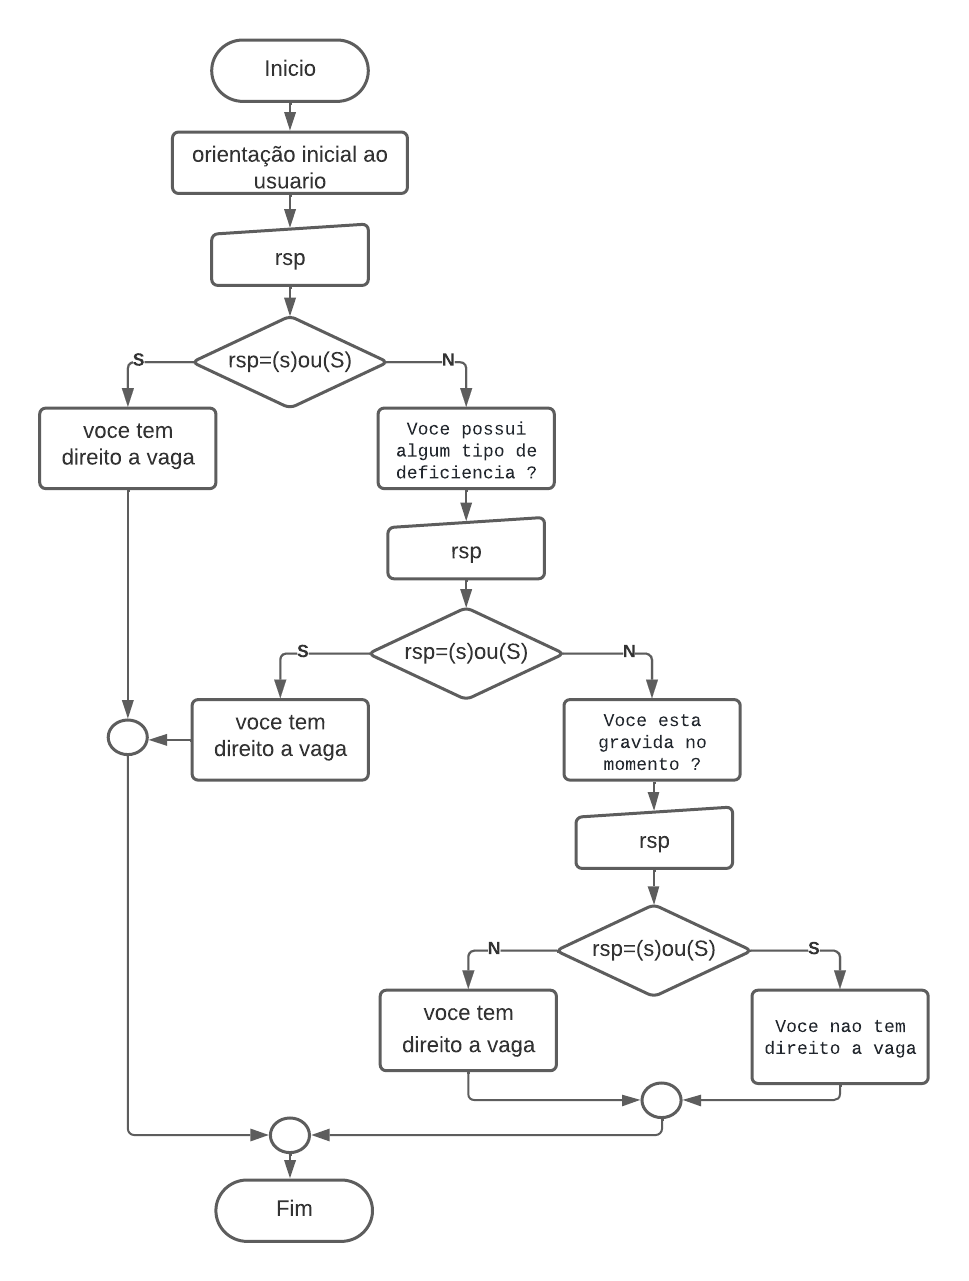 Inicio
orientação inicial ao
usuario
rsp
rsp=(s)ou(S)
S
N
voce tem
direito a vaga
Voce possui
algum tipo de
deficiencia ?
rsp
rsp=(s)ou(S)
S
N
voce tem
direito a vaga
Voce esta
gravida no
momento ?
rsp
rsp=(s)ou(S)
N
S
voce tem
direito a vaga
Voce nao tem
direito a vaga
Fim